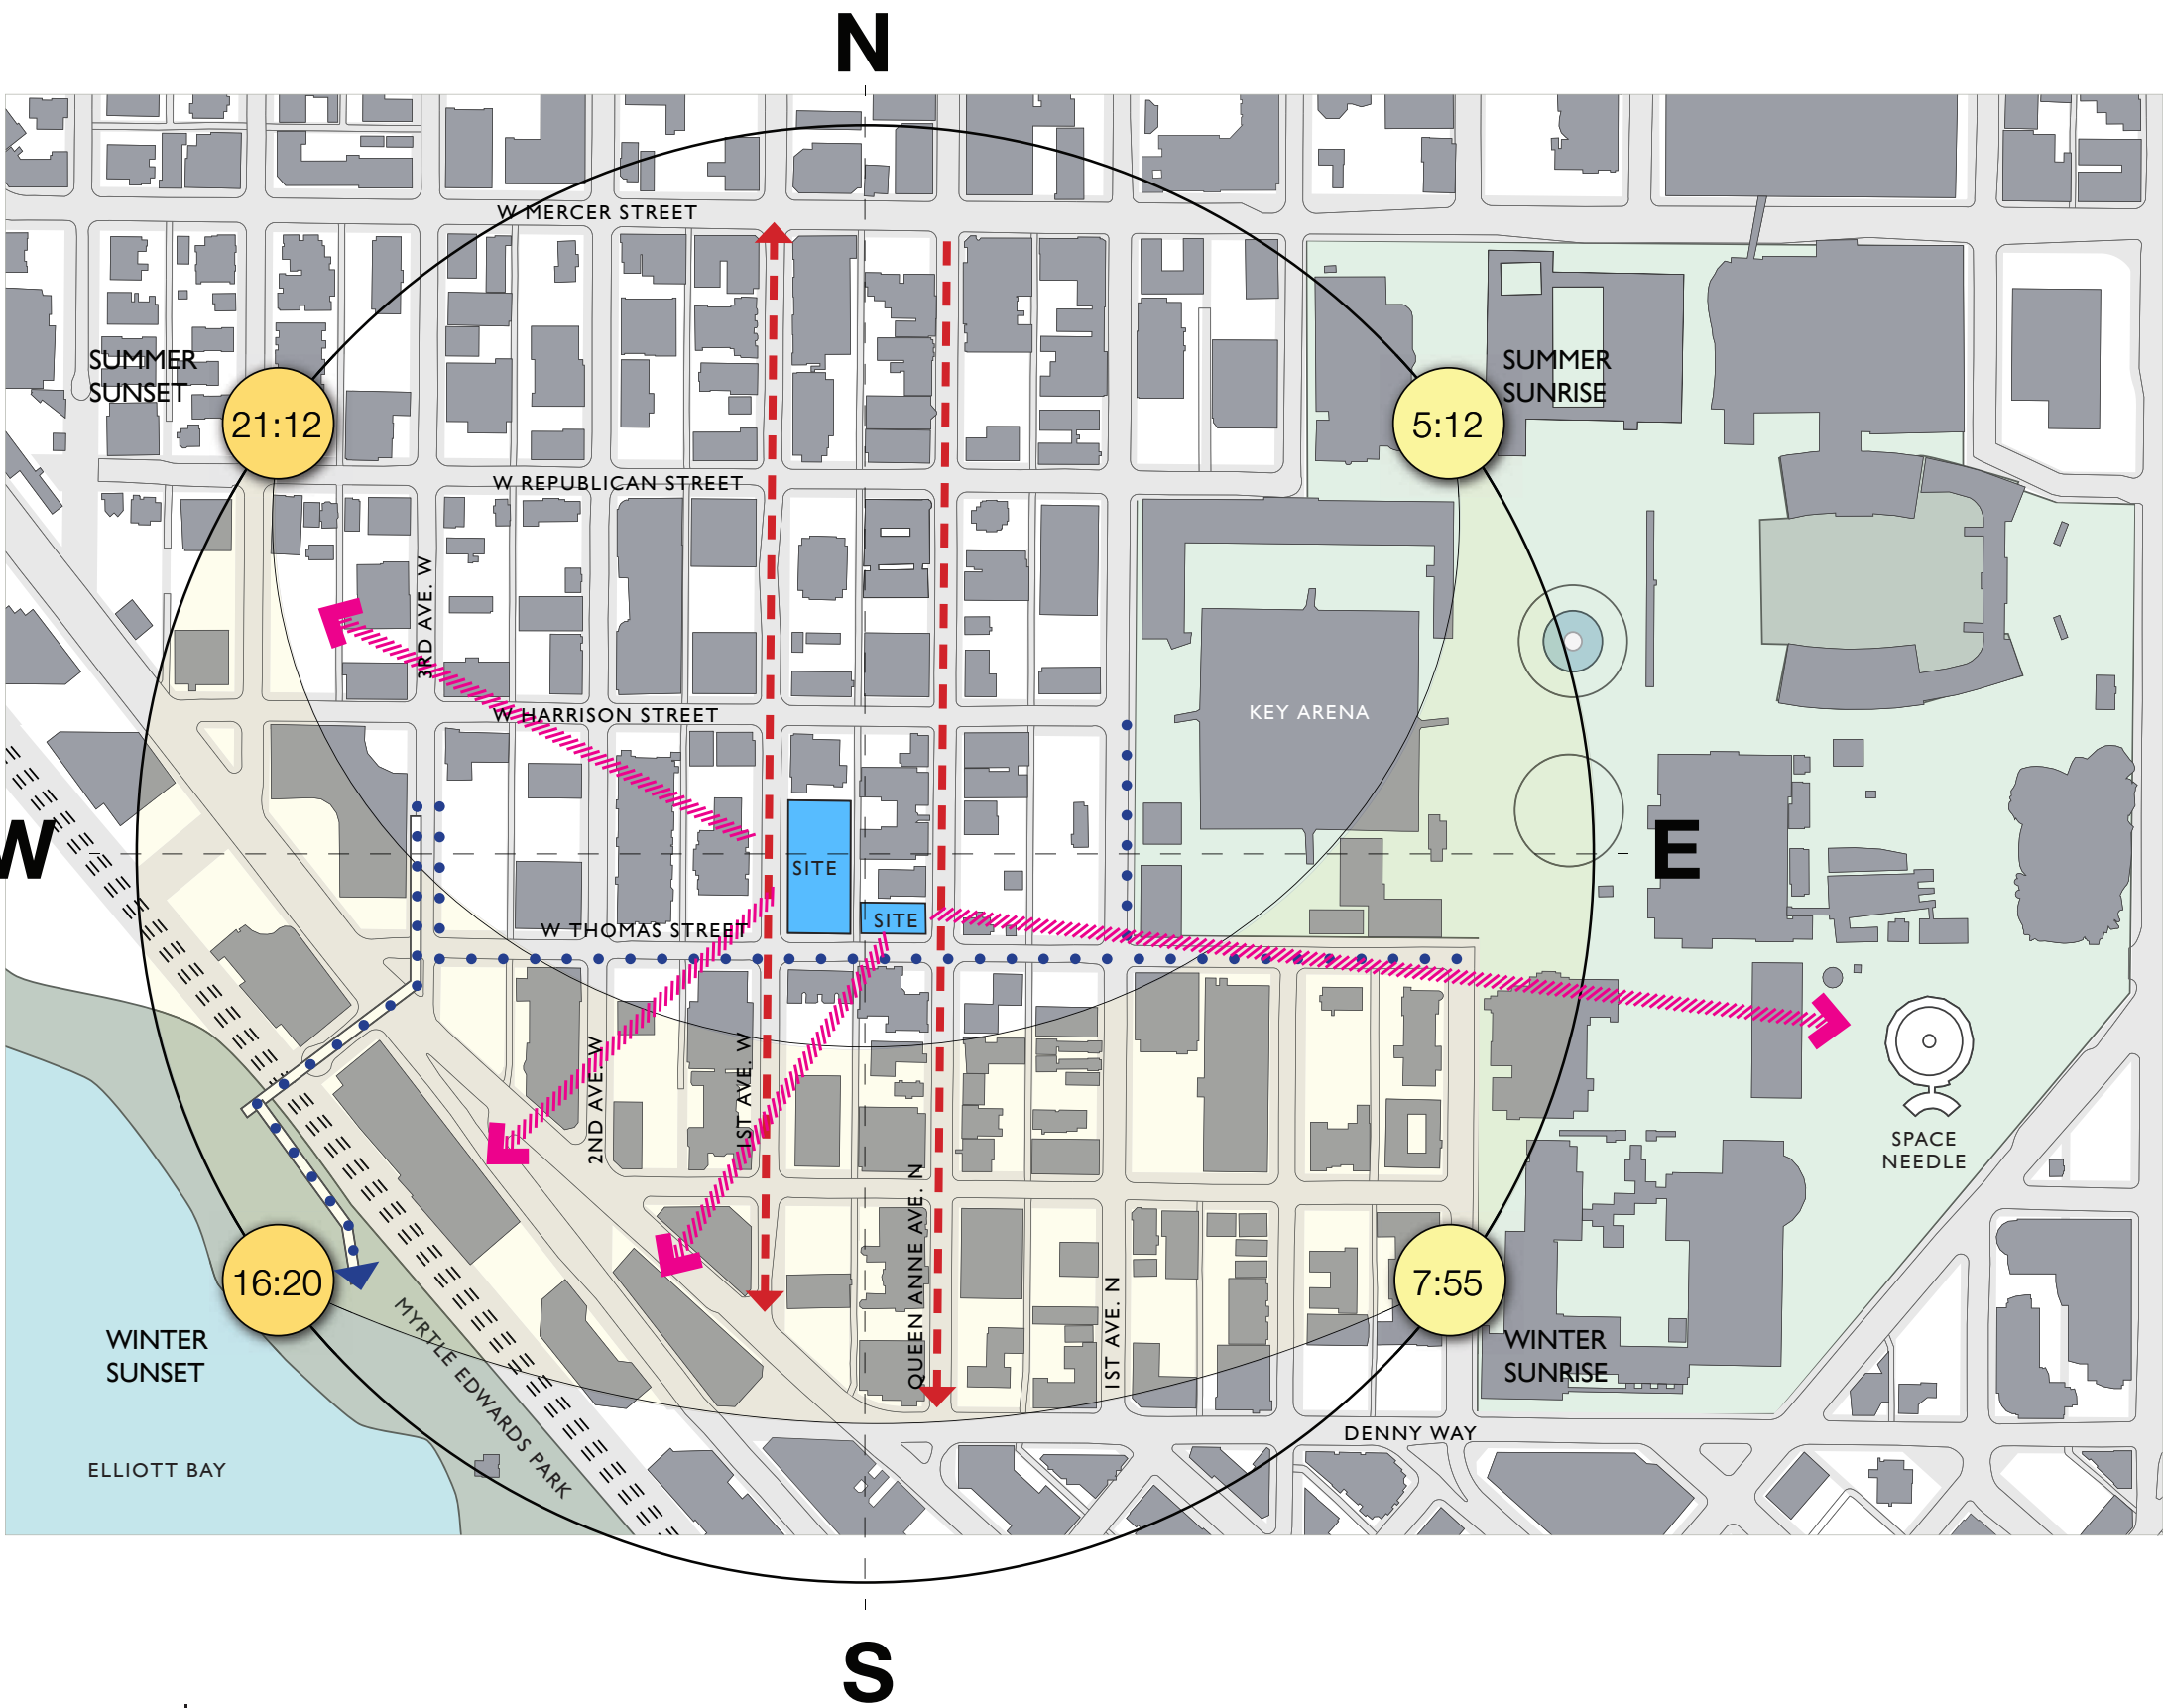 N
W MERCER STREET
SUMMER
SUNSET
21:12
SUMMER
SUNRISE
5:12
W REPUBLICAN STREET
3RD AVE. W
W HARRISON STREET
KEY ARENA
W
E
SITE
SITE
W THOMAS STREET
2ND AVE. W
1ST AVE. W
QUEEN ANNE AVE. N
1ST AVE. N
SPACE
NEEDLE
16:20
7:55
WINTER
SUNSET
WINTER
SUNRISE
MYRTLE EDWARDS PARK
DENNY WAY
ELLIOTT BAY
S